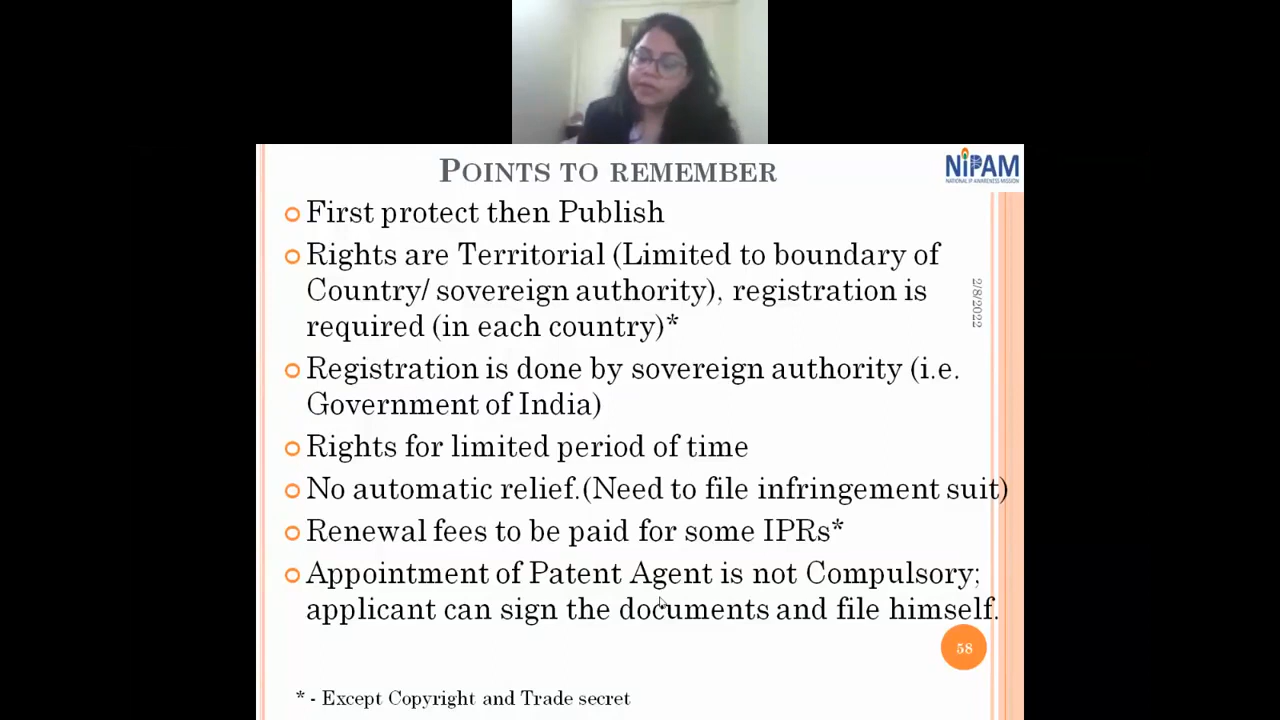 POINTS TO REMEMBER
NiPAM
NATIONAL IP AWARENESS MISSION
First protect then Publish
Rights are Territorial (Limited to boundary of
Country/ sovereign authority), registration is
required (in each country)*
2/8/2022
Registration is done by sovereign authority (i.e.
Government of India)
Rights for limited period of time
No automatic relief.(Need to file infringement suit)
Renewal fees to be paid for some IPRs*
Appointment of Patent Agent is not Compulsory;
applicant can sign the documents and file himself.
58
* - Except Copyright and Trade secret